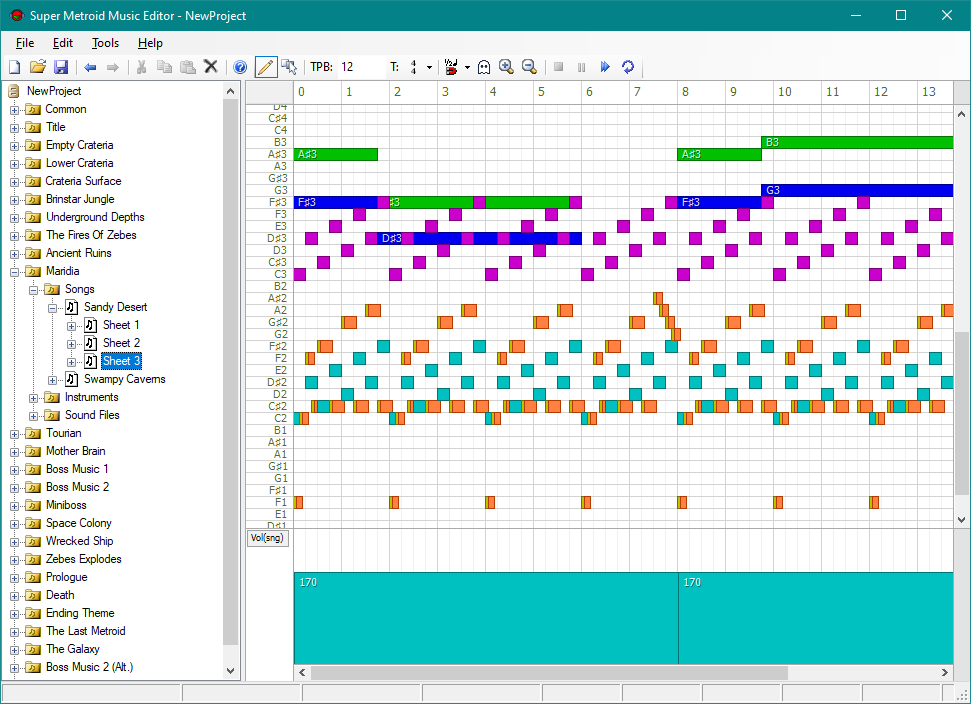 Super Metroid Music Editor - NewProject
File Edit Tools Help
TPB: 12 T: 4 4
NewProject
Common
Title
Empty Crateria
Lower Crateria
Crateria Surface
Brinstar Jungle
Underground Depths
The Fires Of Zebes
Ancient Ruins
Maridia
Songs
Sandy Desert
Sheet 1
Sheet 2
Sheet 3
Swampy Caverns
Instruments
Sound Files
Tourian
Mother Brain
Boss Music 1
Boss Music 2
Miniboss
Space Colony
Wrecked Ship
Zebes Explodes
Prologue
Death
Ending Theme
The Last Metroid
The Galaxy
Boss Music 2 (Alt.)
0 1 2 3 4 5 6 7 8 9 10 11 12 13
D4
C♯4
C4
B3 B3
A♯3 A♯3 A♯3
A3
G♯3
G3 G3
F♯3 F♯3 ♯3 F♯3
F3
E3
D♯3 D♯3
D3
C♯3
C3
B2
A♯2
A2
G♯2
G2
F♯2
F2
E2
D♯2
D2
C♯2
C2
B1
A♯1
A1
G♯1
G1
F♯1
F1
E1
D♯1
Vol(sng)
170 170